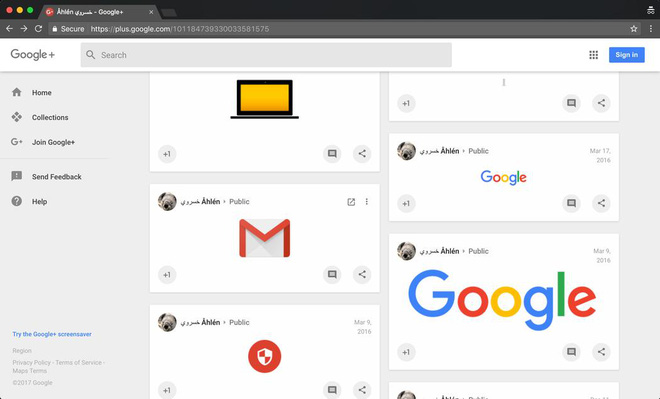 خسروي Åhlén - Google+
Secure https://plus.google.com/101184739330033581575
Google+
Search
Sign in
Home
Collections
Join Google+
Send Feedback
Help
Try the Google+ screensaver
Region
Privacy Policy - Terms of Service -
Maps Terms
©2017 Google
+1
خسروي Åhlén Public
+1
خسروي Åhlén Public
Mar 9,
2016
+1
+1
خسروي Åhlén Public
Mar 17,
2016
Google
+1
خسروي Åhlén Public
Mar 9,
2016
Google
+1
خسروي Åhlén Public